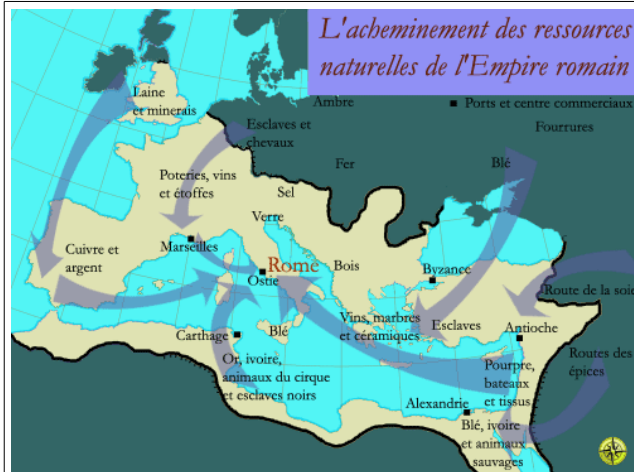 L'acheminement des ressources
naturelles de l'Empire romain
Ambre
Ports et centre commerciaux
Laine
et minerais
Esclaves et
chevaux
Fourrures
Fer
Blé
Poteries, vins
et étoffes
Sel
Verre
Cuivre et
argent
Marseilles
Rome
Ostie
Bois
Byzance
Route de la soie
Vins, marbres
et céramiques
Esclaves
Antioche
Carthage
Blé
Or, ivoire,
animaux du cirque
et esclaves noirs
Pourpre,
bateaux
et tissus
Routes des
épices
Alexandrie
Blé, ivoire
et animaux
sauvages